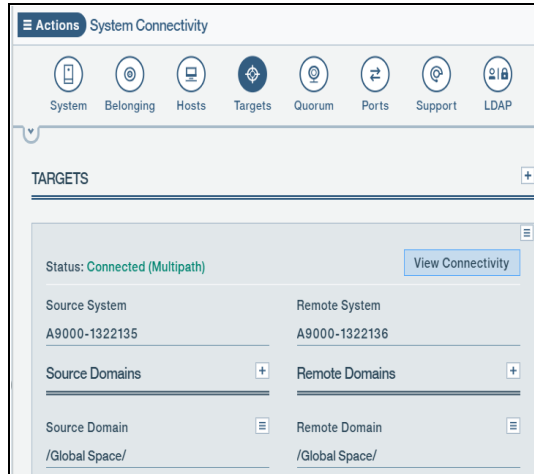 Actions System Connectivity
System Belonging Hosts Targets Quorum Ports Support LDAP
TARGETS
Status: Connected (Multipath) View Connectivity
Source System Remote System
A9000-1322135 A9000-1322136
Source Domains Remote Domains
Source Domain Remote Domain
/Global Space/ /Global Space/